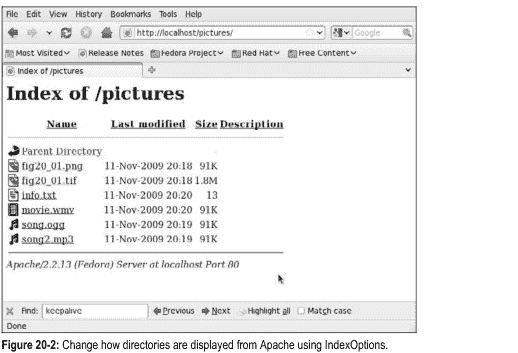 File Edit View History Bookmarks Tools Help
http://localhost/pictures/ Google
Most Visited Release Notes Fedora Project Red Hat Free Content
Index of /pictures
Index of /pictures
Name Last modified Size Description
Parent Directory
fig20_01.png 11-Nov-2009 20:18 91K
fig20_01.tif 11-Nov-2009 20:18 1.8M
info.txt 11-Nov-2009 20:20 13
movie.wmv 11-Nov-2009 20:20 91K
song.ogg 11-Nov-2009 20:19 91K
song2.mp3 11-Nov-2009 20:19 91K
Apache/2.2.13 (Fedora) Server at localhost Port 80
Find: keepalive Previous Next Highlight all Match case
Done
Figure 20-2: Change how directories are displayed from Apache using IndexOptions.